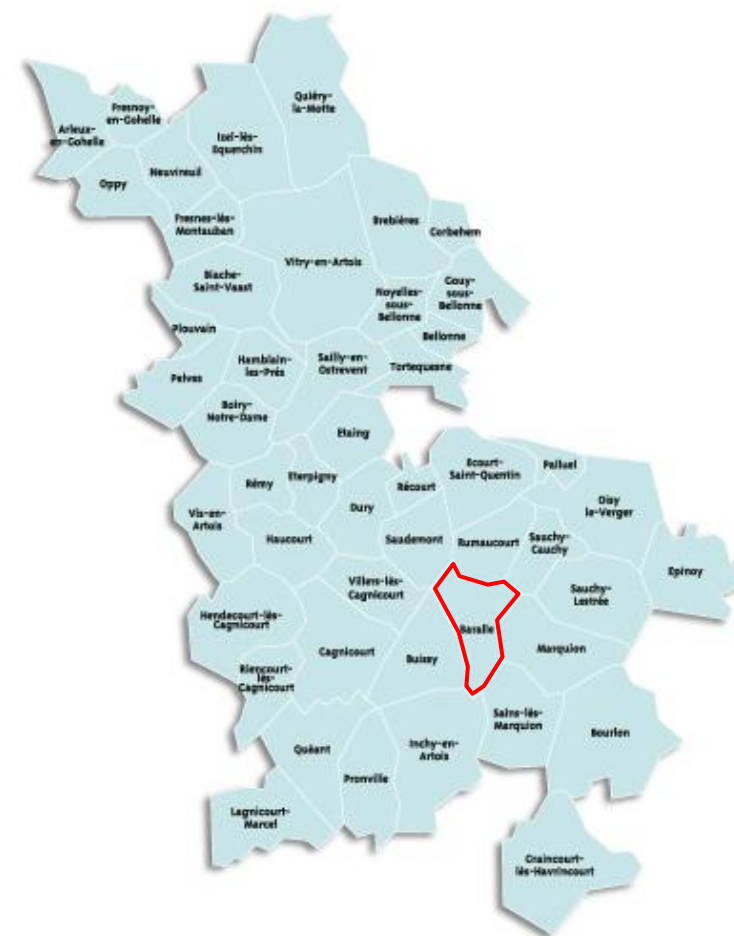 Quiéry-
la-Motte
Fresnoy-
en-Gohelle
Arleux-
en-Gohelle
Izel-lès-
Equerchin
Neuvireuil
Oppy
Fresnes-lès-
Montauban
Brebières
Corbehem
Vitry-en-Artois
Biache-
Saint-Vaast
Gouy-
sous-
Bellonne
Noyelles-
sous-
Bellonne
Plouvain
Bellonne
Hamblain-
les-Prés
Sailly-en-
Ostrevent
Tortequesne
Pelves
Boiry-
Notre-Dame
Etaing
Ecourt-
Saint-Quentin
Palluel
Rémy
Eterpigny
Récourt
Oisy
le-Verger
Dury
Vis-en-
Artois
Haucourt
Saudemont
Rumaucourt
Sauchy-
Cauchy
Epinoy
Villers-lès-
Cagnicourt
Sauchy-
Lestrée
Hendecourt-lès-
Cagnicourt
Baralle
Cagnicourt
Buissy
Marquion
Riencourt-
lès-
Cagnicourt
Sains-lès-
Marquion
Bourlon
Quéant
Inchy-en-
Artois
Pronville
Lagnicourt-
Marcel
Graincourt-
lès-Havrincourt